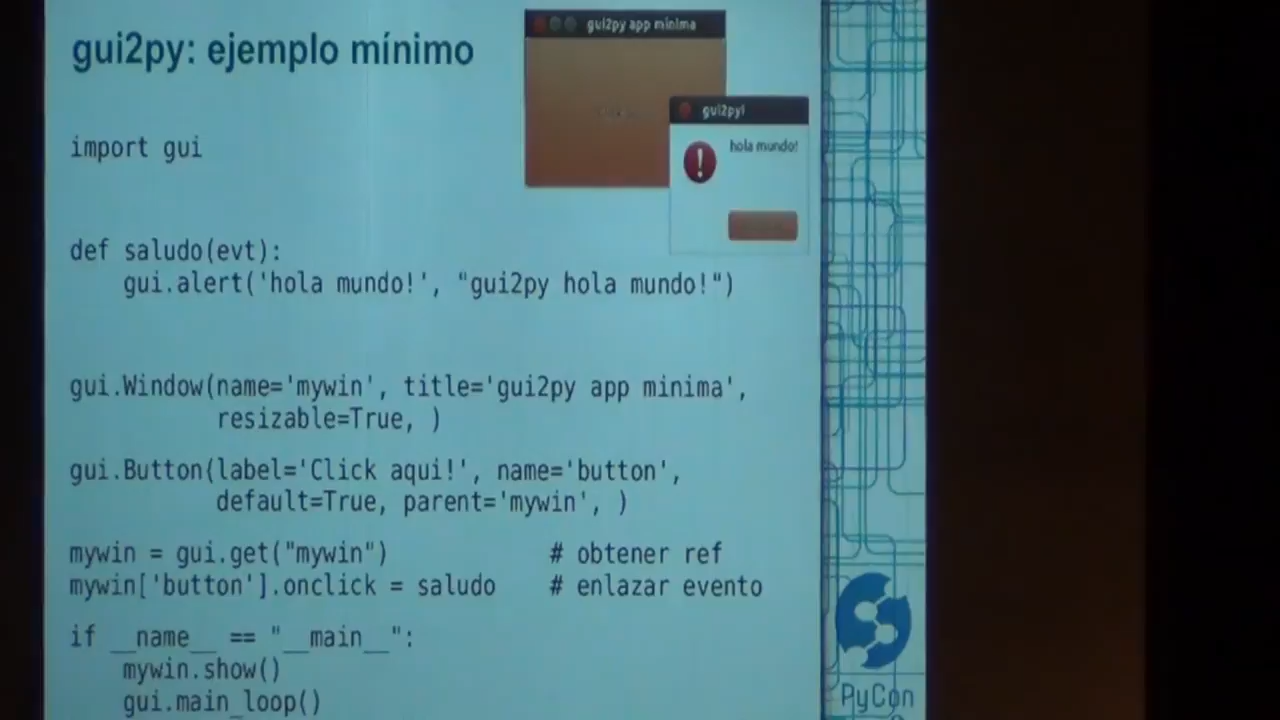 gui2py: ejemplo mínimo
gui2py app minima
gui2py!
hola mundo!
import gui
def saludo(evt):
gui.alert('hola mundo!', "gui2py hola mundo!")
gui.Window(name='mywin', title='gui2py app minima',
resizable=True, )
gui.Button(label='Click aqui!', name='button',
default=True, parent='mywin', )
mywin = gui.get("mywin") # obtener ref
mywin['button'].onclick = saludo # enlazar evento
if __name__ == "__main__":
mywin.show()
gui.main_loop()
PyCon